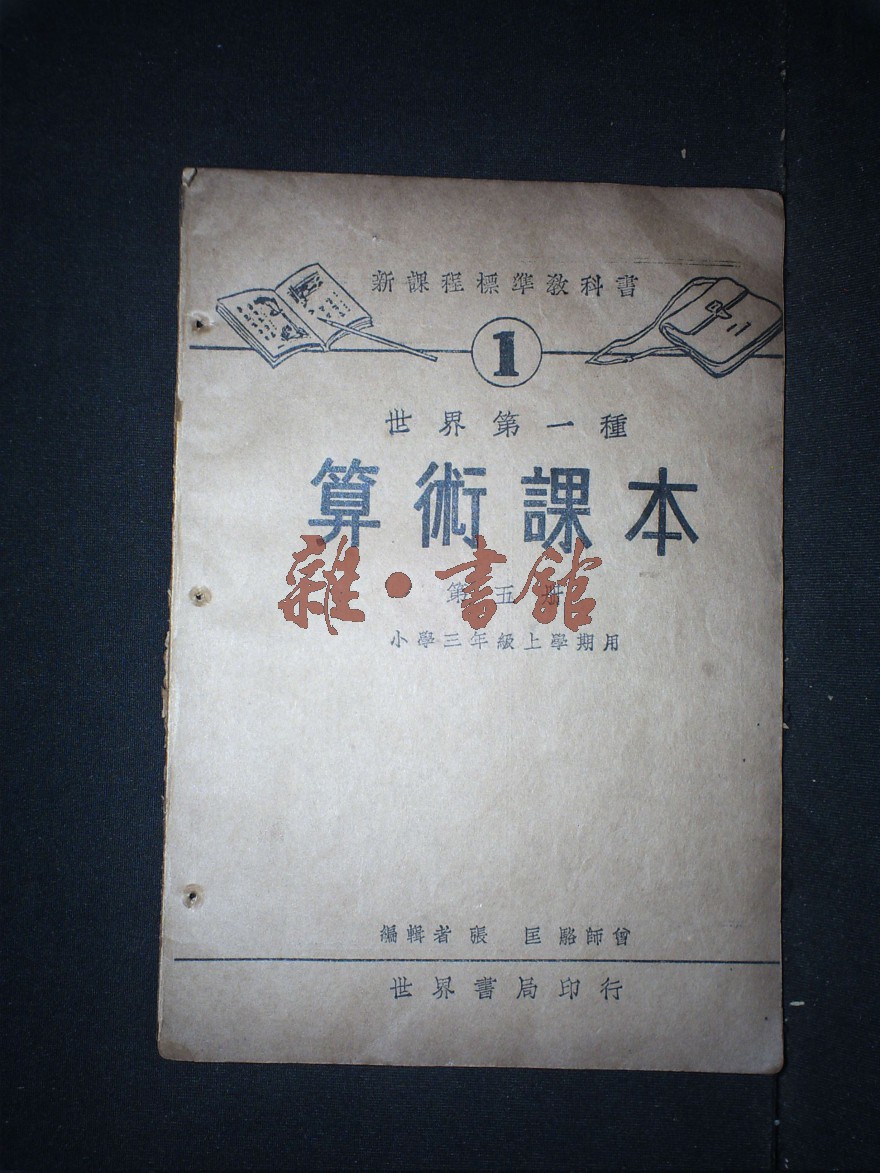 新課程標準教科書
1
世界第一種
算術課本
雜·書館
第五冊
小學三年級上學期用
編輯者 張匡 駱師曾
世界書局印行